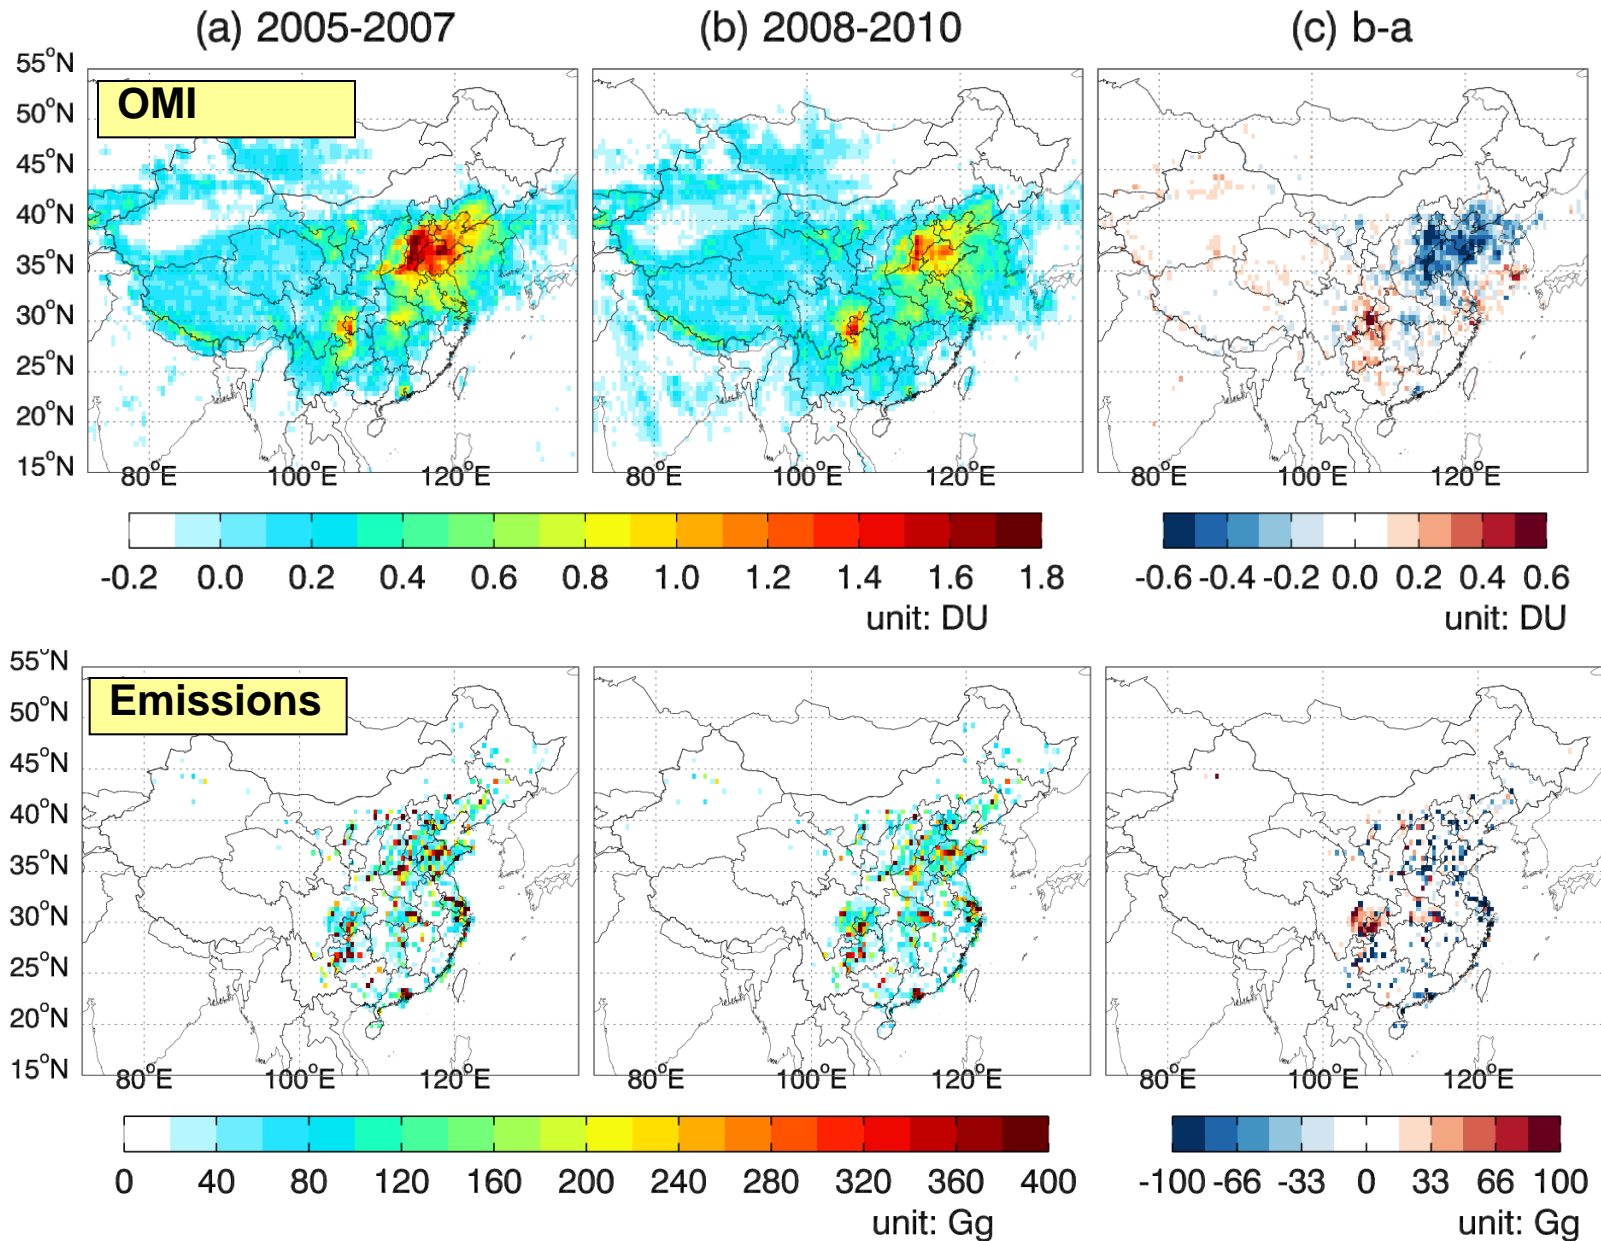 (a) 2005-2007 (b) 2008-2010 (c) b-a
OMI
55°N
50°N
45°N
40°N
35°N
30°N
25°N
20°N
15°N
80°E 100°E 120°E 80°E 100°E 120°E 80°E 100°E 120°E
-0.2 0.0 0.2 0.4 0.6 0.8 1.0 1.2 1.4 1.6 1.8 -0.6 -0.4 -0.2 0.0 0.2 0.4 0.6
unit: DU unit: DU
Emissions
55°N
50°N
45°N
40°N
35°N
30°N
25°N
20°N
15°N
80°E 100°E 120°E 80°E 100°E 120°E 80°E 100°E 120°E
0 40 80 120 160 200 240 280 320 360 400 -100 -66 -33 0 33 66 100
unit: Gg unit: Gg